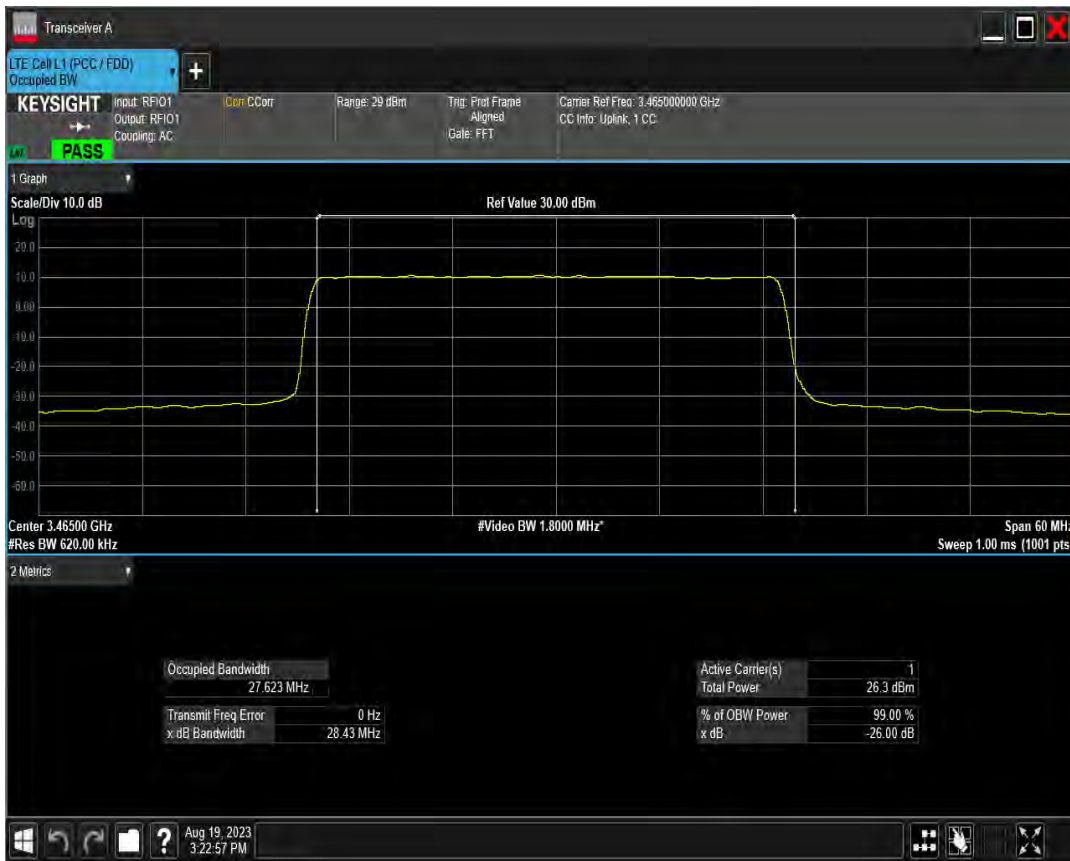 Transceiver A
LTE Cell L1 (PCC / FDD)
Occupied BW
+
KEYSIGHT
Input: RFIO1
Output: RFIO1
Coupling: AC
Corr CCorr
Range: 29 dBm
Trig: Prot Frame
Aligned
Gate: FFT
Carrier Ref Freq: 3.465000000 GHz
CC Info: Uplink, 1 CC
PASS
1 Graph
Scale/Div 10.0 dB
Ref Value 30.00 dBm
Log
20.0
10.0
0.00
-10.0
-20.0
-30.0
-40.0
-50.0
-60.0
Center 3.46500 GHz
#Video BW 1.8000 MHz*
Span 60 MHz
#Res BW 620.00 kHz
Sweep 1.00 ms (1001 pts
2 Metrics
Occupied Bandwidth
27.623 MHz
Transmit Freq Error 0 Hz
x dB Bandwidth 28.43 MHz
Active Carrier(s) 1
Total Power 26.3 dBm
% of OBW Power 99.00 %
x dB -26.00 dB
?
Aug 19, 2023
3:22:57 PM